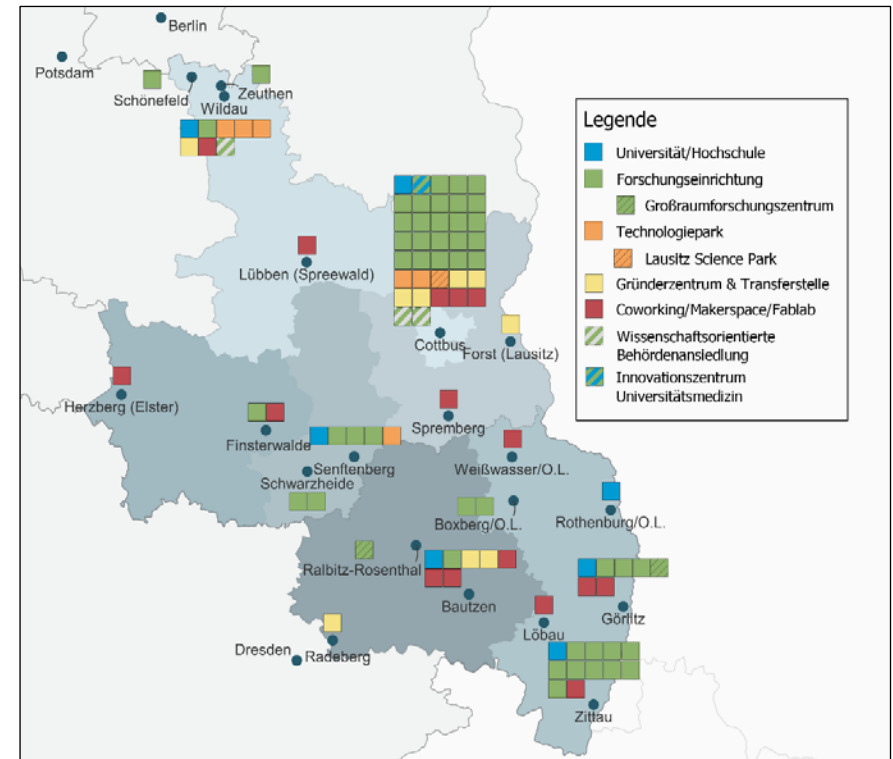 Berlin
Potsdam
Schönefeld
Zeuthen
Wildau
Legende
Universität/Hochschule
Forschungseinrichtung
Großraumforschungszentrum
Technologiepark
Lausitz Science Park
Gründerzentrum & Transferstelle
Coworking/Makerspace/Fablab
Wissenschaftsorientierte
Behördenansiedlung
Innovationszentrum
Universitätsmedizin
Lübben (Spreewald)
Cottbus
Forst (Lausitz)
Herzberg (Elster)
Spremberg
Finsterwalde
Senftenberg
Weißwasser/O.L.
Schwarzheide
Boxberg/O.L.
Rothenburg/O.L.
Ralbitz-Rosenthal
Bautzen
Görlitz
Löbau
Dresden
Radeberg
Zittau